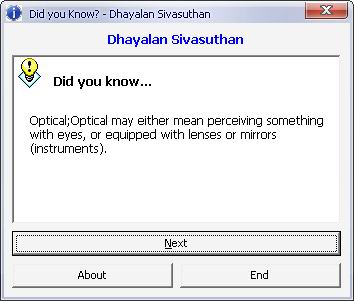 Did you Know? - Dhayalan Sivasuthan
Dhayalan Sivasuthan
Did you know...
Optical;Optical may either mean perceiving something
with eyes, or equipped with lenses or mirrors
(instruments).
Next
About
End